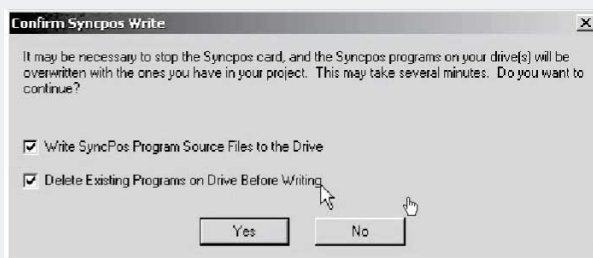 Confirm Syncpos Write
It may be necessary to stop the Syncpos card, and the Syncpos programs on your drive(s) will be
overwritten with the ones you have in your project. This may take several minutes. Do you want to
continue?
Write SyncPos Program Source Files to the Drive
Delete Existing Programs on Drive Before Writing
Yes No